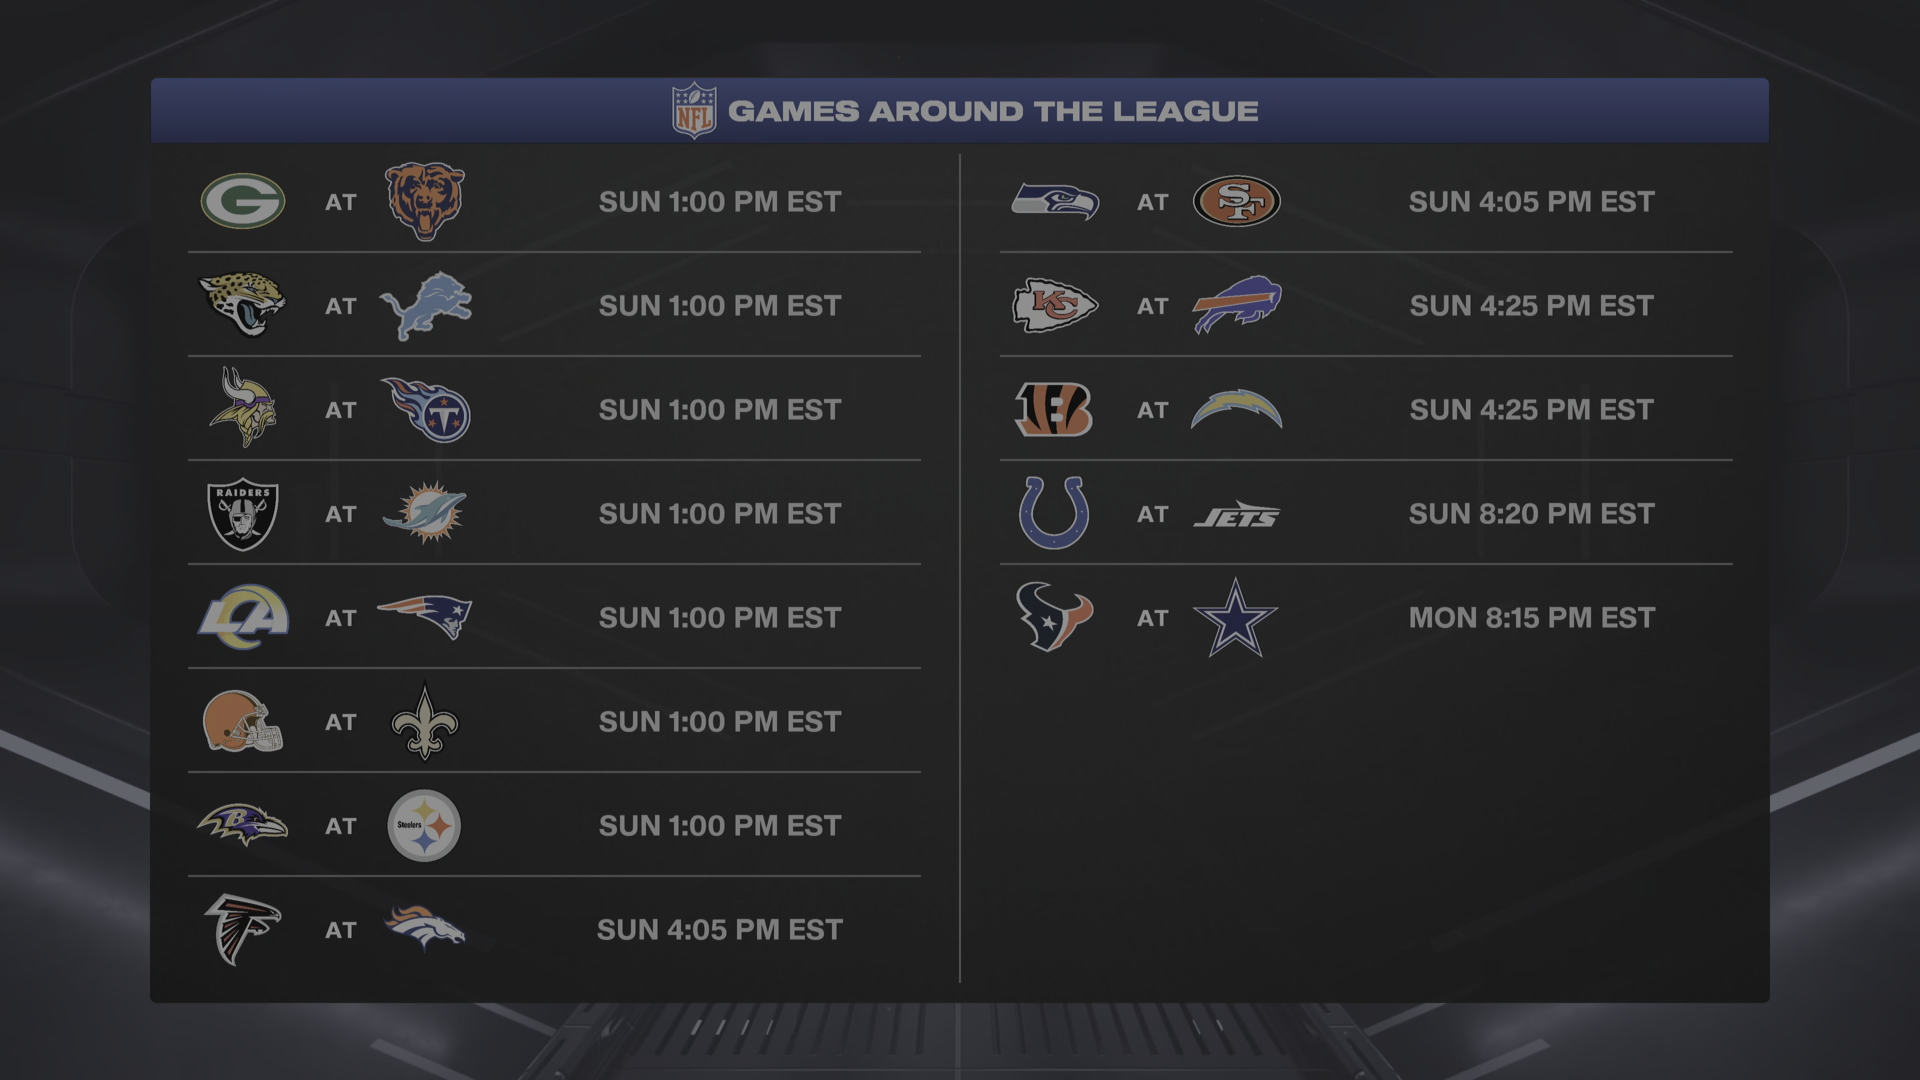 NFL GAMES AROUND THE LEAGUE
G AT SUN 1:00 PM EST
AT SUN 1:00 PM EST
AT T SUN 1:00 PM EST
RAIDERS AT SUN 1:00 PM EST
LA AT SUN 1:00 PM EST
AT SUN 1:00 PM EST
B AT Steelers SUN 1:00 PM EST
AT SUN 4:05 PM EST
AT SF SUN 4:05 PM EST
KC AT SUN 4:25 PM EST
B AT SUN 4:25 PM EST
AT JETS SUN 8:20 PM EST
AT MON 8:15 PM EST